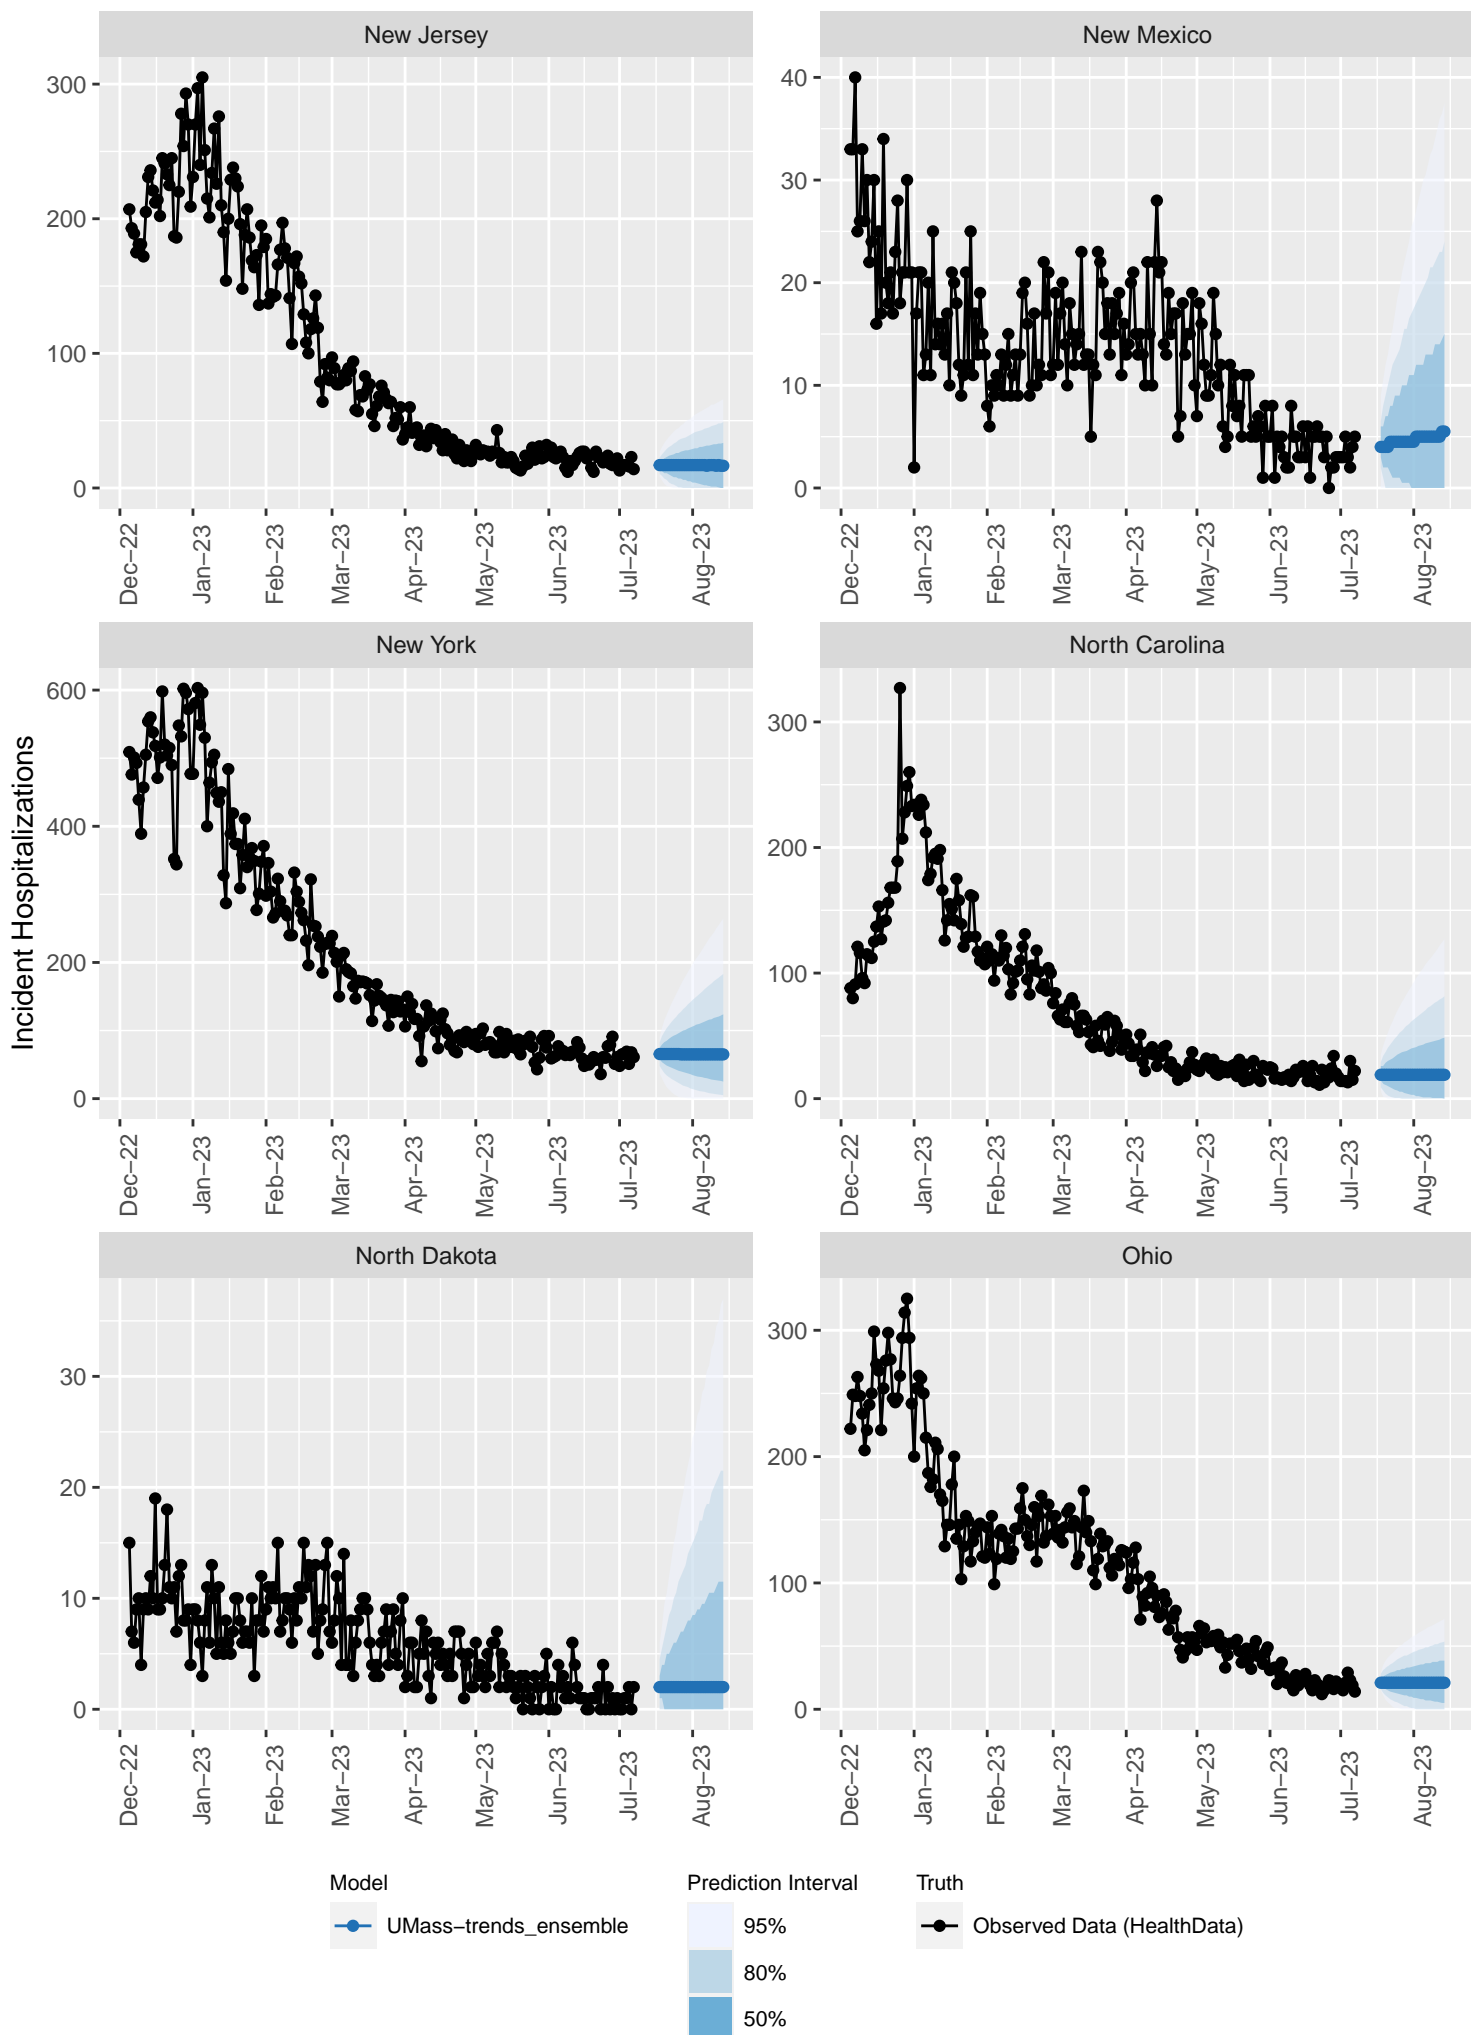 New Jersey
New Mexico
300
200
100
0
40
30
20
10
0
Dec−22
Jan−23
Feb−23
Mar−23
Apr−23
May−23
Jun−23
Jul−23
Aug−23
Dec−22
Jan−23
Feb−23
Mar−23
Apr−23
May−23
Jun−23
Jul−23
Aug−23
Incident Hospitalizations
New York
North Carolina
600
400
200
0
300
200
100
0
Dec−22
Jan−23
Feb−23
Mar−23
Apr−23
May−23
Jun−23
Jul−23
Aug−23
Dec−22
Jan−23
Feb−23
Mar−23
Apr−23
May−23
Jun−23
Jul−23
Aug−23
North Dakota
Ohio
30
20
10
0
300
200
100
0
Dec−22
Jan−23
Feb−23
Mar−23
Apr−23
May−23
Jun−23
Jul−23
Aug−23
Dec−22
Jan−23
Feb−23
Mar−23
Apr−23
May−23
Jun−23
Jul−23
Aug−23
Model
UMass−trends_ensemble
Prediction Interval
95%
80%
50%
Truth
Observed Data (HealthData)